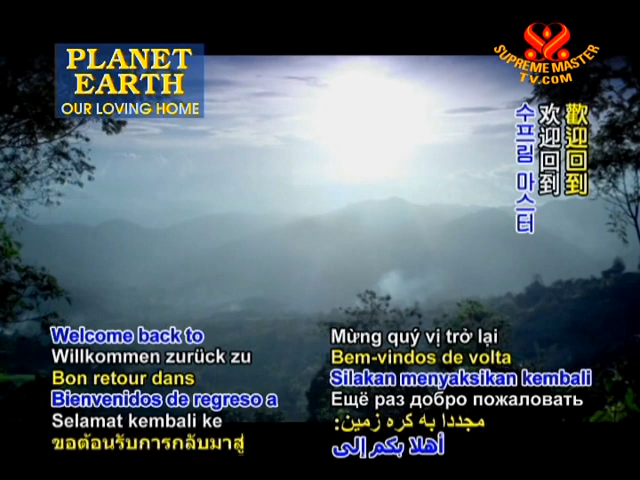 PLANET
EARTH
OUR LOVING HOME
SUPREME MASTER
TV.COM
歡迎回到
欢迎回到
수프림 마스터
Welcome back to
Willkommen zurück zu
Bon retour dans
Bienvenidos de regreso a
Selamat kembali ke
ขอต้อนรับการกลับมาสู่
Mừng quý vị trở lại
Bem-vindos de volta
Silakan menyaksikan kembali
Ещё раз добро пожаловать
مجددا به کره زمین:
أهلا بكم إلى